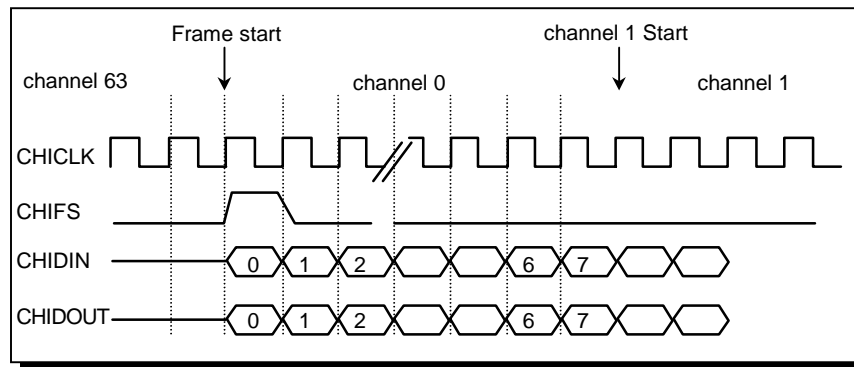 Frame start channel 1 Start
channel 63 channel 0 channel 1
CHICLK
CHIFS
CHIDIN 0 1 2 6 7
CHIDOUT 0 1 2 6 7